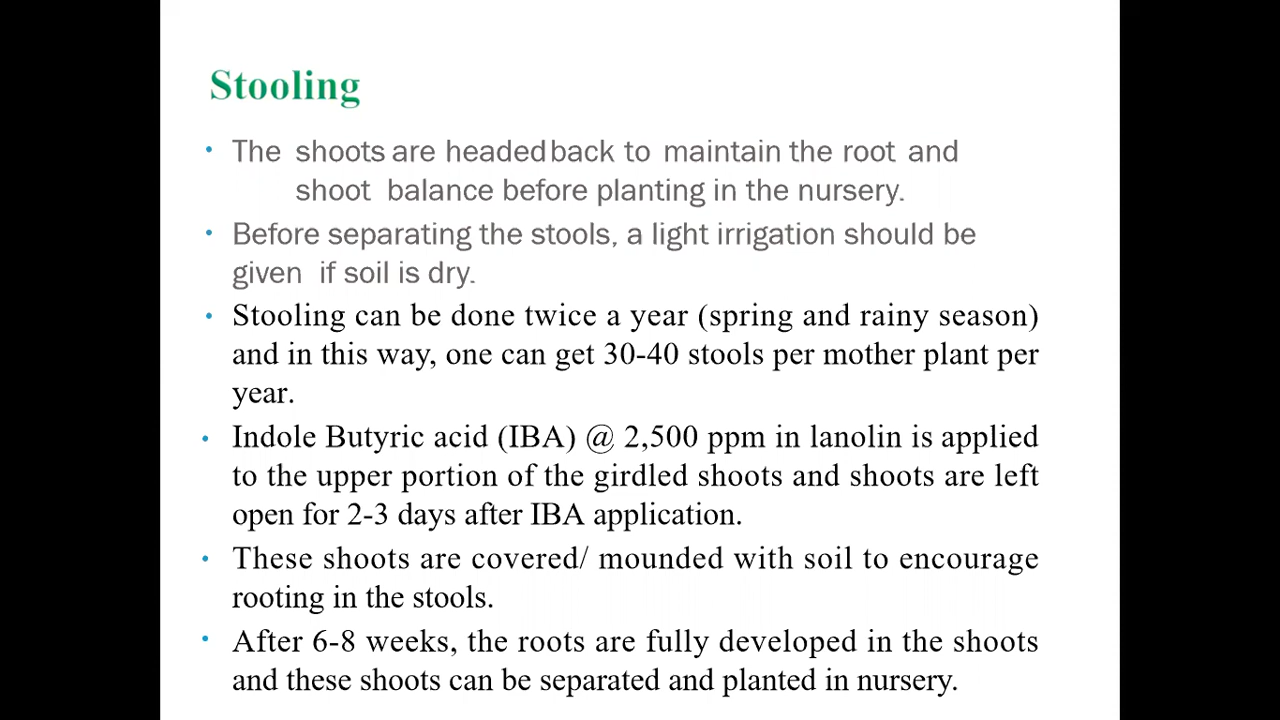 Stooling
• The shoots are headed back to maintain the root and
shoot balance before planting in the nursery.
• Before separating the stools, a light irrigation should be
given if soil is dry.
• Stooling can be done twice a year (spring and rainy season)
and in this way, one can get 30-40 stools per mother plant per
year.
• Indole Butyric acid (IBA) @ 2,500 ppm in lanolin is applied
to the upper portion of the girdled shoots and shoots are left
open for 2-3 days after IBA application.
• These shoots are covered/ mounded with soil to encourage
rooting in the stools.
• After 6-8 weeks, the roots are fully developed in the shoots
and these shoots can be separated and planted in nursery.